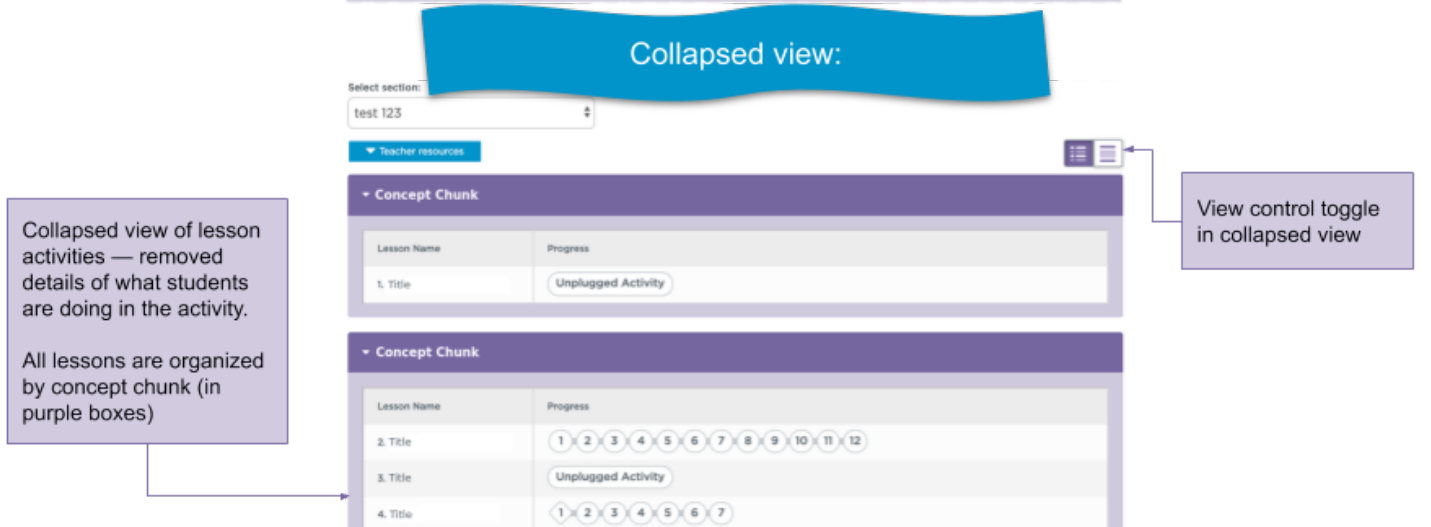 Collapsed view:
Select section:
test 123
Teacher resources
Concept Chunk
Lesson Name Progress
1. Title Unplugged Activity
Concept Chunk
Lesson Name Progress
2. Title 1 2 3 4 5 6 7 8 9 10 11 12
3. Title Unplugged Activity
4. Title 1 2 3 4 5 6 7
Collapsed view of lesson
activities — removed
details of what students
are doing in the activity.
All lessons are organized
by concept chunk (in
purple boxes)
View control toggle
in collapsed view